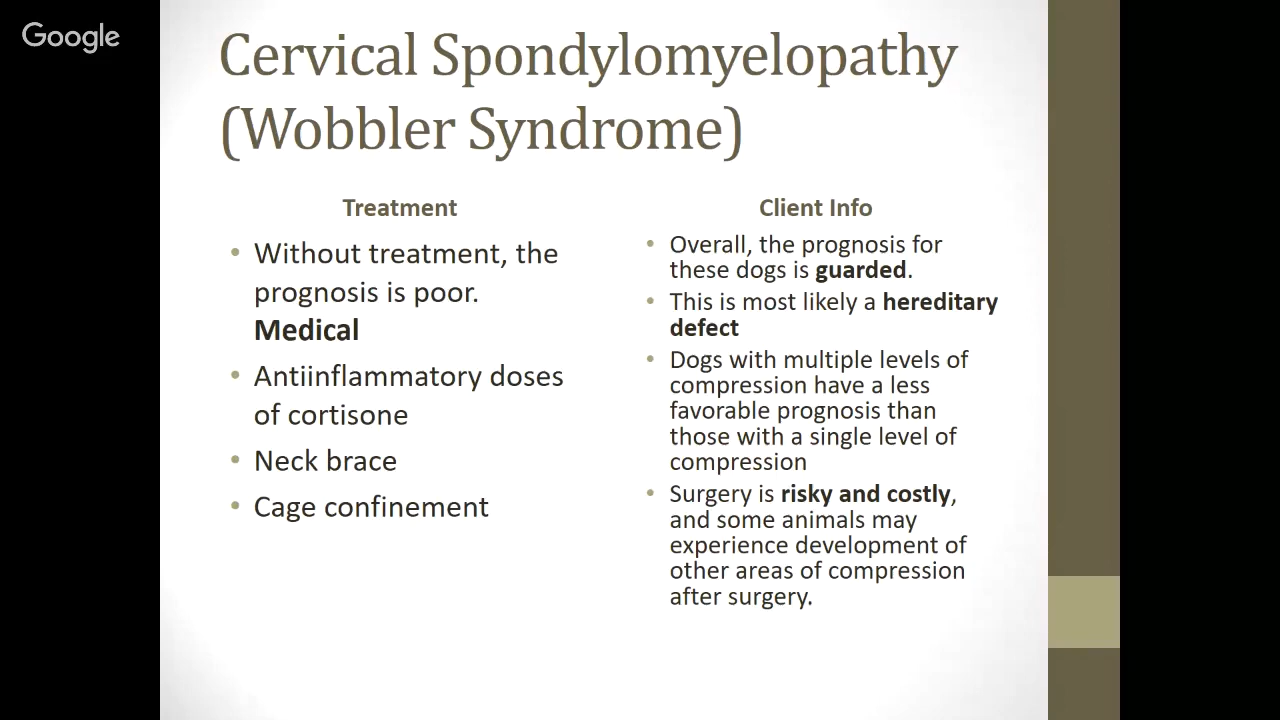 Google
Cervical Spondylomyelopathy
(Wobbler Syndrome)
Treatment
• Without treatment, the
prognosis is poor.
Medical
• Antiinflammatory doses
of cortisone
• Neck brace
• Cage confinement
Client Info
• Overall, the prognosis for
these dogs is guarded.
• This is most likely a hereditary
defect
• Dogs with multiple levels of
compression have a less
favorable prognosis than
those with a single level of
compression
• Surgery is risky and costly,
and some animals may
experience development of
other areas of compression
after surgery.